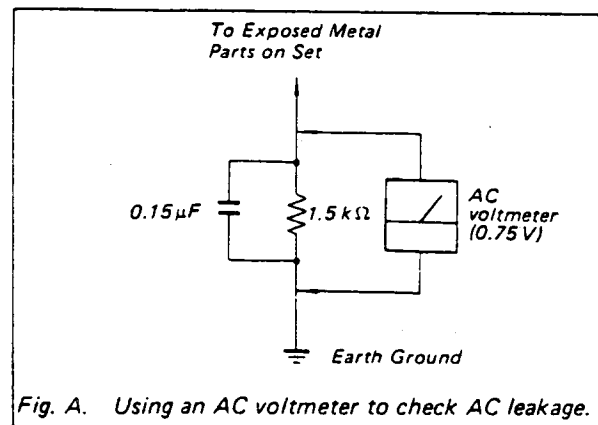 To Exposed Metal
Parts on Set
0.15μF
1.5 kΩ
AC
voltmeter
(0.75 V)
Earth Ground
Fig. A. Using an AC voltmeter to check AC leakage.